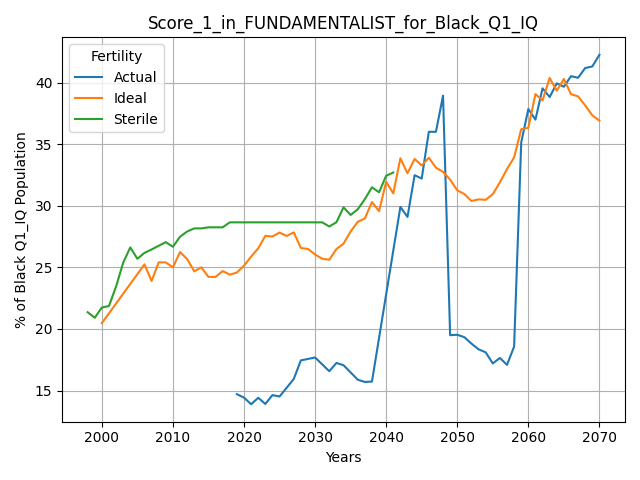 Score_1_in_FUNDAMENTALIST_for_Black_Q1_IQ
Fertility
Actual
Ideal
Sterile
% of Black Q1_IQ Population
40
35
30
25
20
15
2000
2010
2020
2030
2040
2050
2060
2070
Years